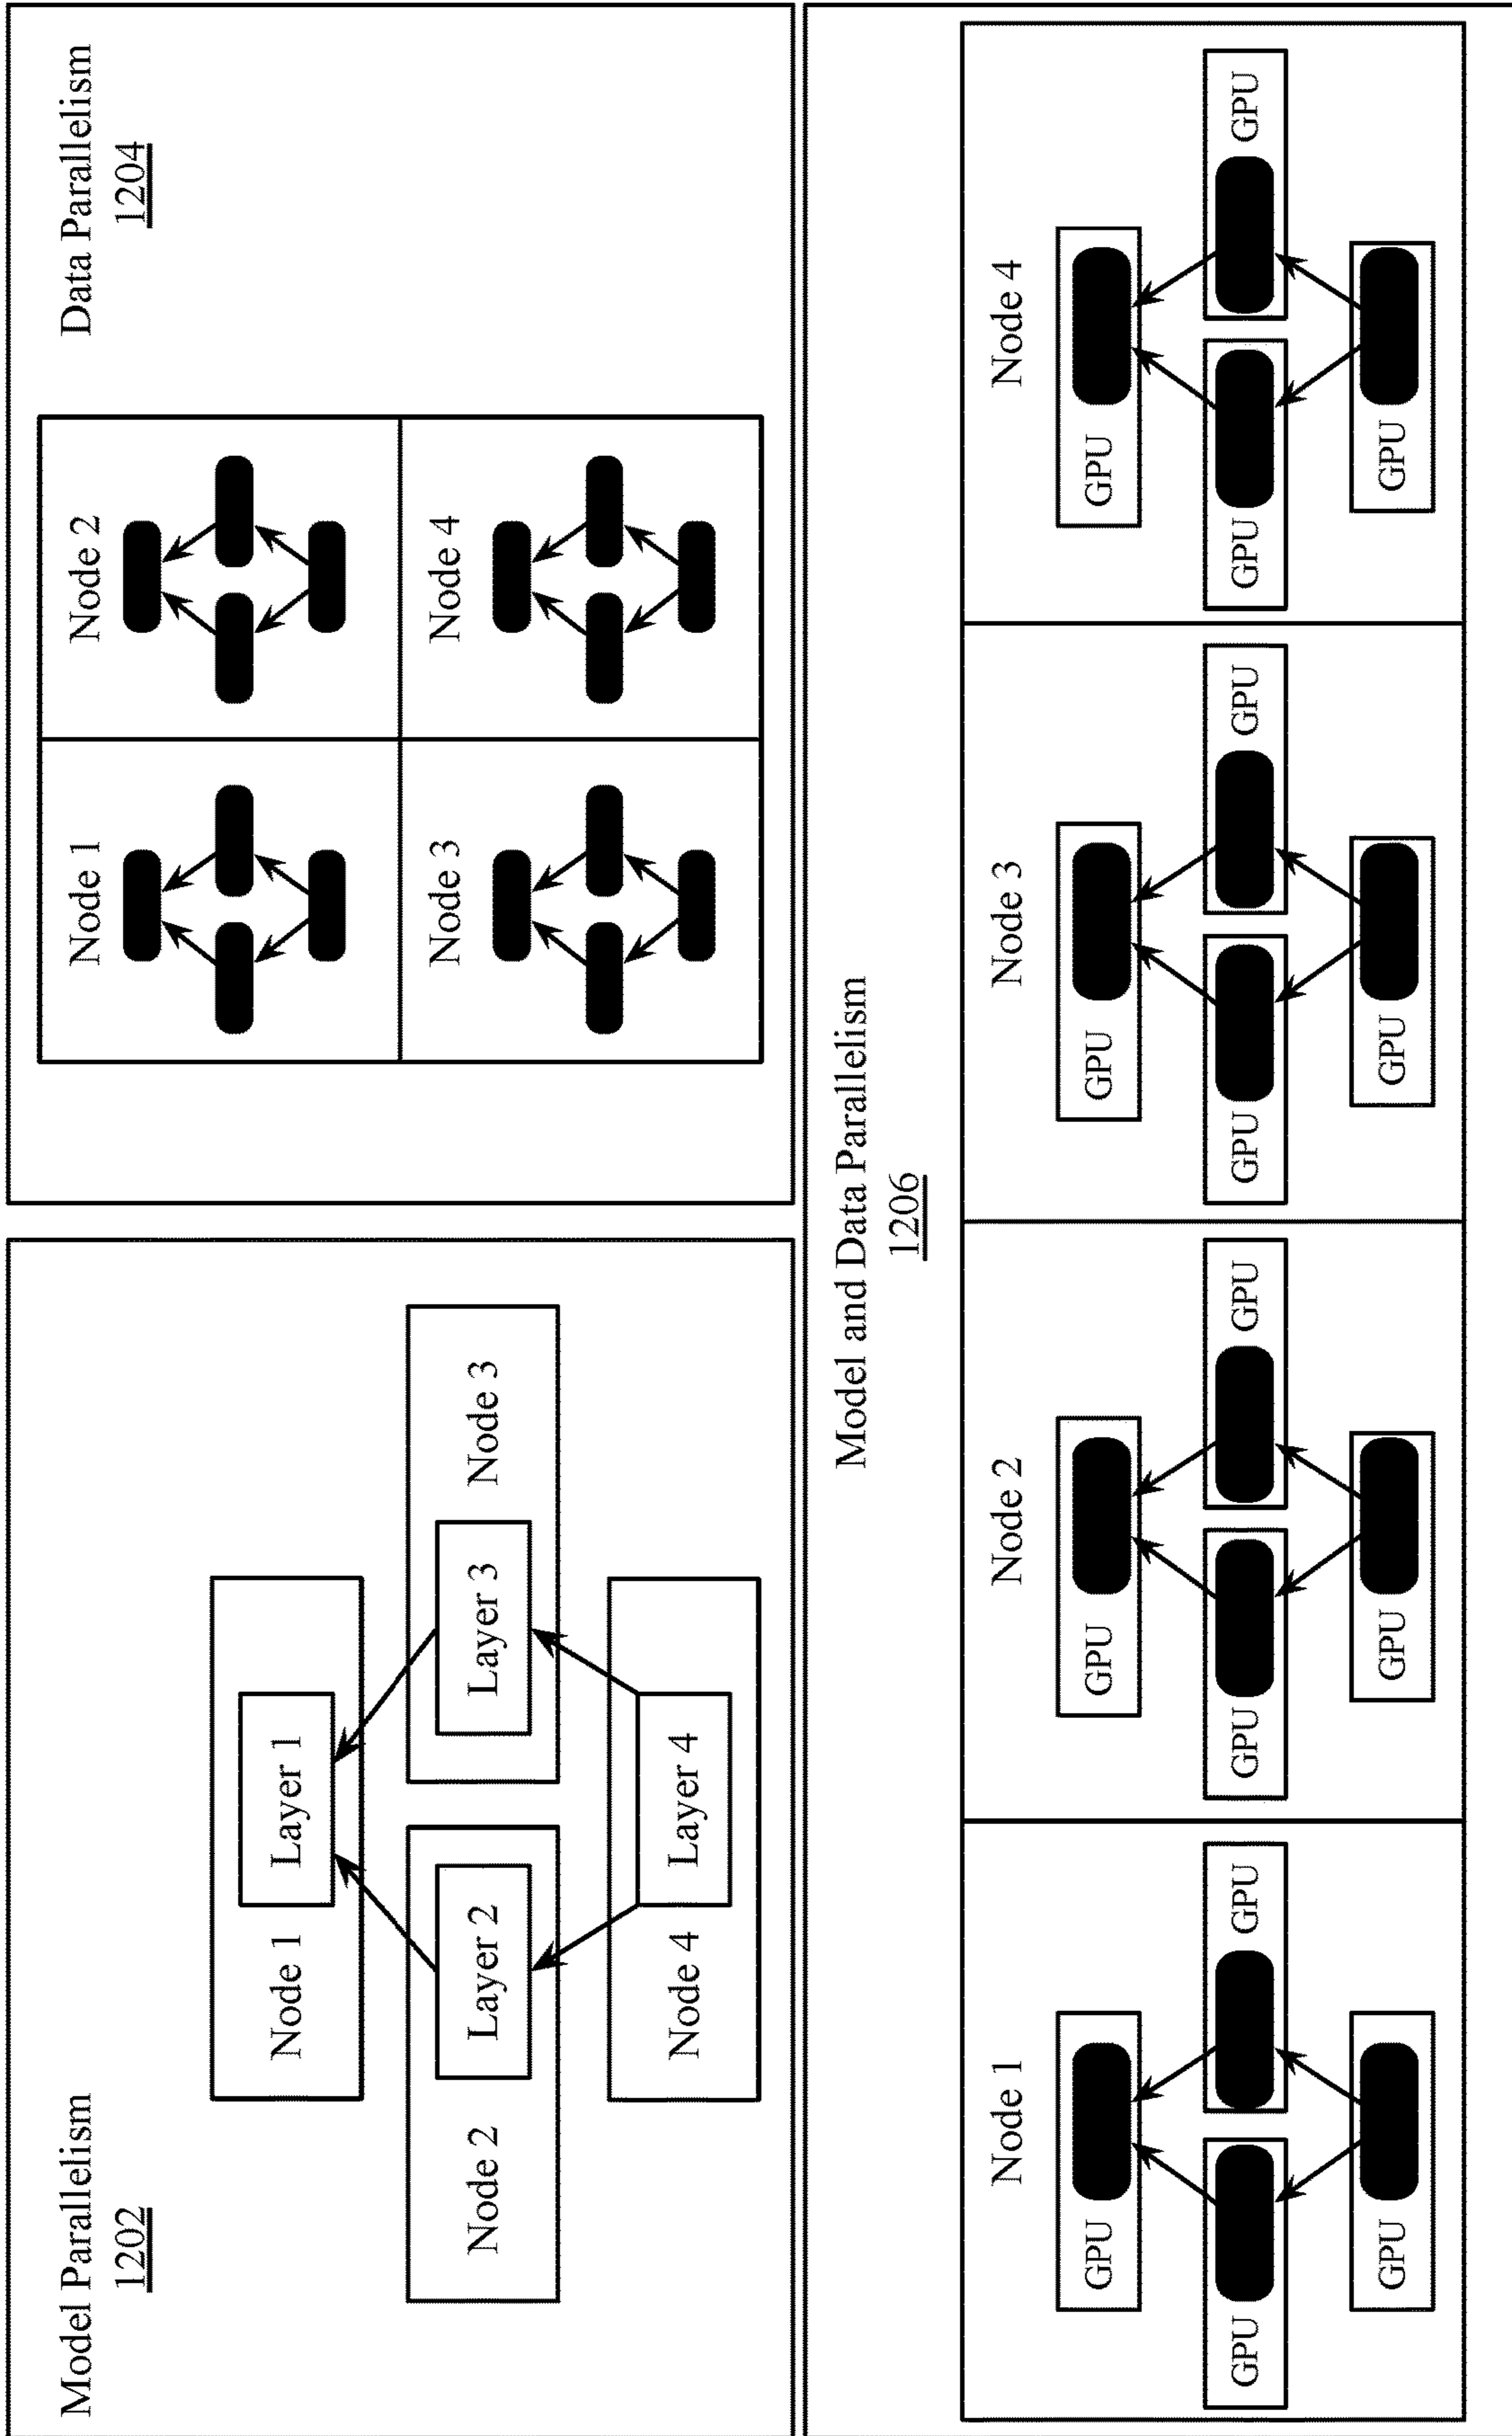 Model Parallelism
1202
Node 1
Layer 1
Node 2
Layer 2
Layer 3
Node 3
Node 4
Layer 4
Data Parallelism
1204
Node 1
Node 2
Node 3
Node 4
Model and Data Parallelism
1206
Node 1
GPU
GPU
GPU
GPU
Node 2
GPU
GPU
GPU
GPU
Node 3
GPU
GPU
GPU
GPU
Node 4
GPU
GPU
GPU
GPU